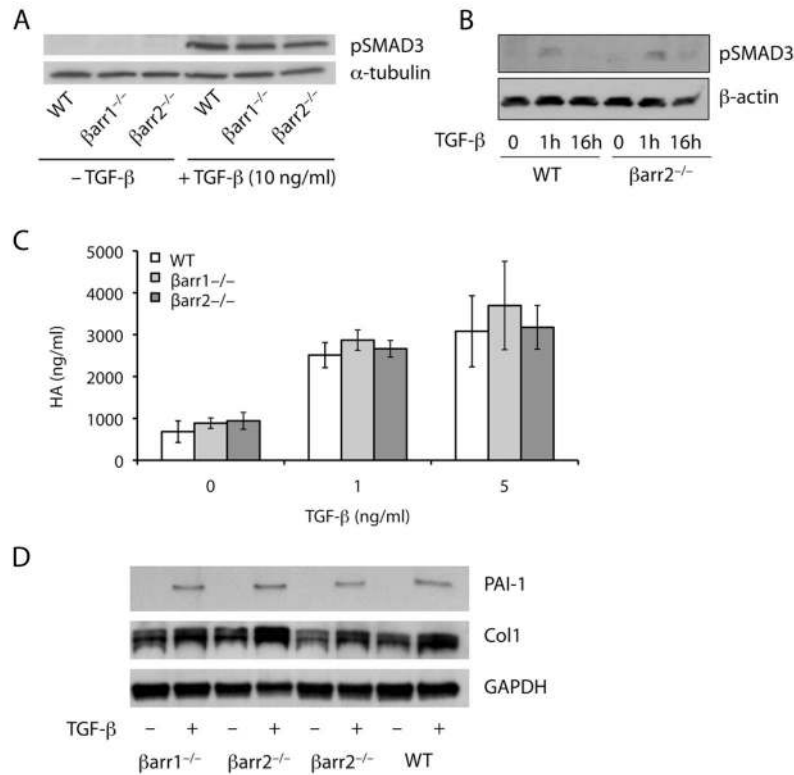 A
pSMAD3
α-tubulin
WT βarr1⁻/⁻ βarr2⁻/⁻ WT βarr1⁻/⁻ βarr2⁻/⁻
– TGF-β + TGF-β (10 ng/ml)
B
pSMAD3
β-actin
TGF-β 0 1h 16h 0 1h 16h
WT βarr2⁻/⁻
C
5000
4000
3000
2000
1000
0
HA (ng/ml)
WT
βarr1–/–
βarr2–/–
0 1 5
TGF-β (ng/ml)
D
PAI-1
Col1
GAPDH
TGF-β – + – + – + – +
βarr1⁻/⁻ βarr2⁻/⁻ βarr2⁻/⁻ WT